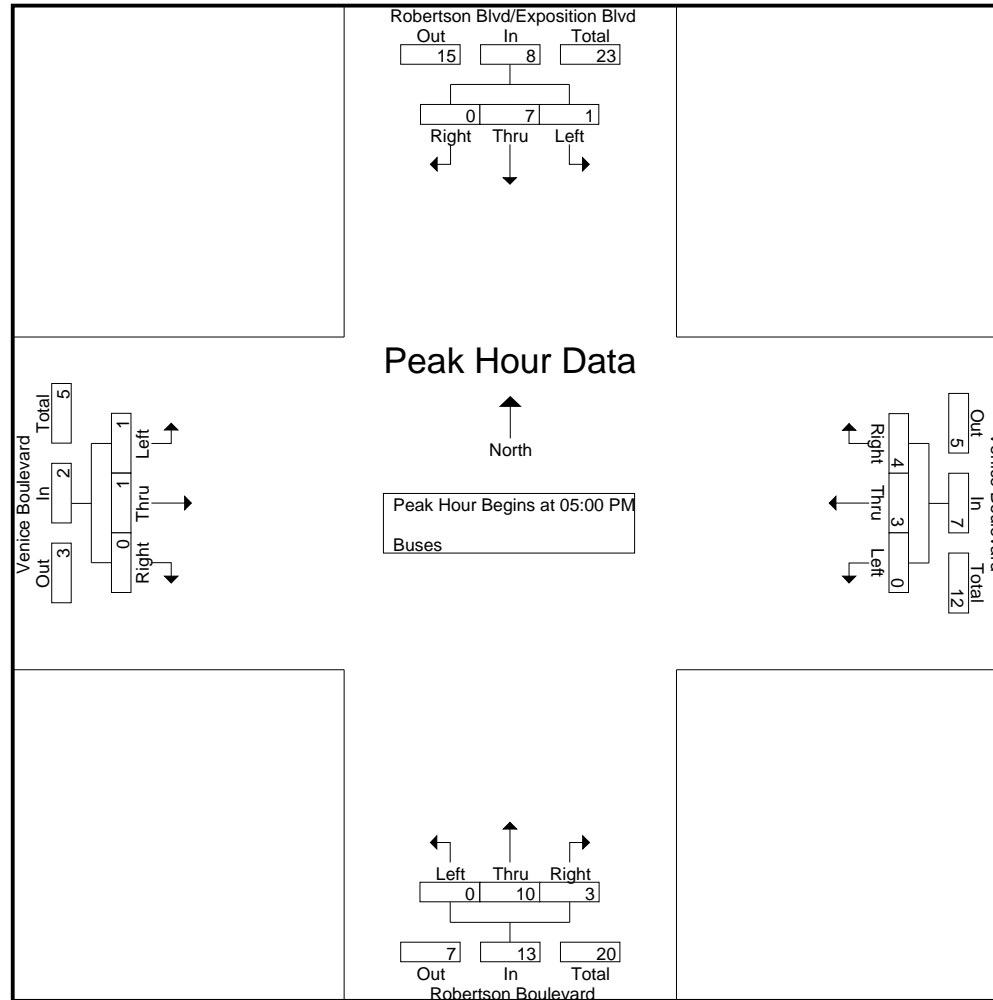 Robertson Blvd/Exposition Blvd
Out In Total
15 8 23
0 7 1
Right Thru Left
Peak Hour Data
North
Peak Hour Begins at 05:00 PM
Buses
Venice Boulevard
Total In Out
5 2 3
1 1 0
Left Thru Right
Right Thru Left
4 3 0
5 7 12
Out In Total
Left Thru Right
0 10 3
7 13 20
Out In Total
Robertson Boulevard